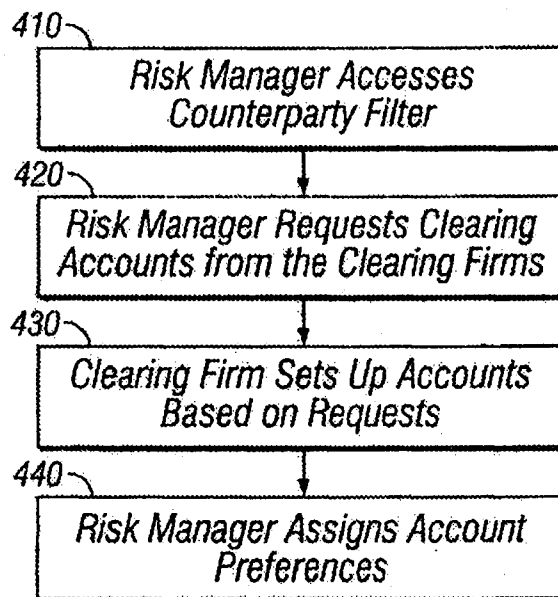 410
Risk Manager Accesses
Counterparty Filter
420
Risk Manager Requests Clearing
Accounts from the Clearing Firms
430
Clearing Firm Sets Up Accounts
Based on Requests
440
Risk Manager Assigns Account
Preferences